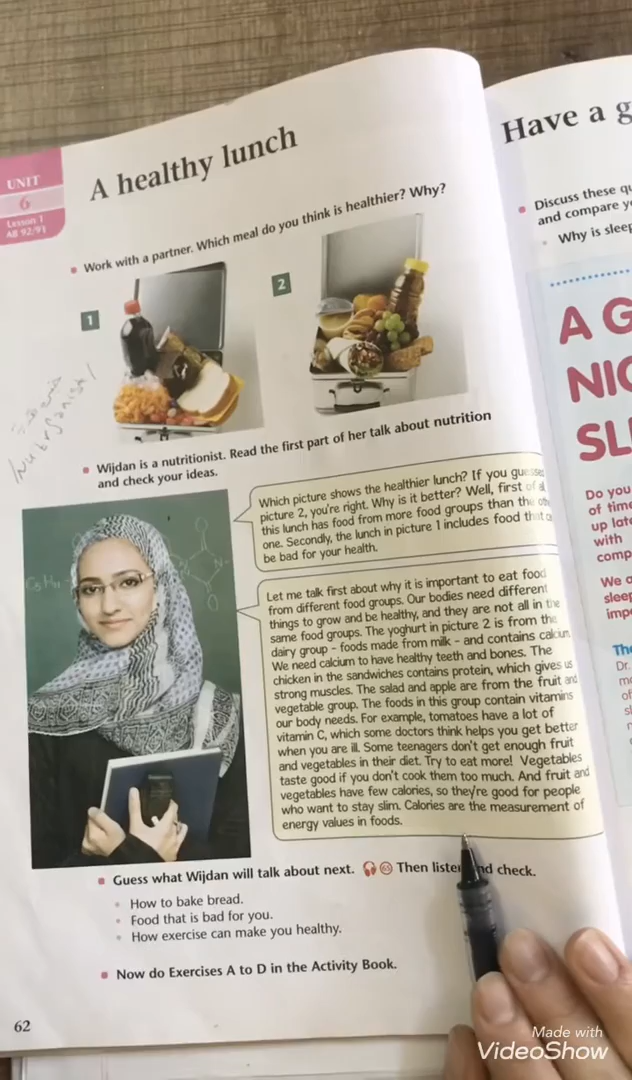 A healthy lunch
UNIT
6
Lesson 1
AB 92/91
Work with a partner. Which meal do you think is healthier? Why?
1
2
Wijdan is a nutritionist. Read the first part of her talk about nutrition
and check your ideas.
Which picture shows the healthier lunch? If you
picture 2, you're right. Why is it better? Well, first of
this lunch has food from more food groups than the
one. Secondly, the lunch in picture 1 includes food
be bad for your health.
Let me talk first about why it is important to eat food
from different food groups. Our bodies need different
things to grow and be healthy, and they are not all in the
same food groups. The yoghurt in picture 2 is from the
dairy group - foods made from milk - and contains calcium.
We need calcium to have healthy teeth and bones. The
chicken in the sandwiches contains protein, which gives us
strong muscles. The salad and apple are from the fruit and
vegetable group. The foods in this group contain vitamins
our body needs. For example, tomatoes have a lot of
vitamin C, which some doctors think helps you get better
when you are ill. Some teenagers don't get enough fruit
and vegetables in their diet. Try to eat more! Vegetables
taste good if you don't cook them too much. And fruit and
vegetables have few calories, so they're good for people
who want to stay slim. Calories are the measurement of
energy values in foods.
Guess what Wijdan will talk about next. 65 Then listen and check.
How to bake bread.
Food that is bad for you.
How exercise can make you healthy.
Now do Exercises A to D in the Activity Book.
62
Have a g
Discuss these qu
and compare y
Why is sleep
A G
NIG
SL
Do you
of time
up late
with
comp
We a
sleep
impo
The
Dr.
Made with
VideoShow